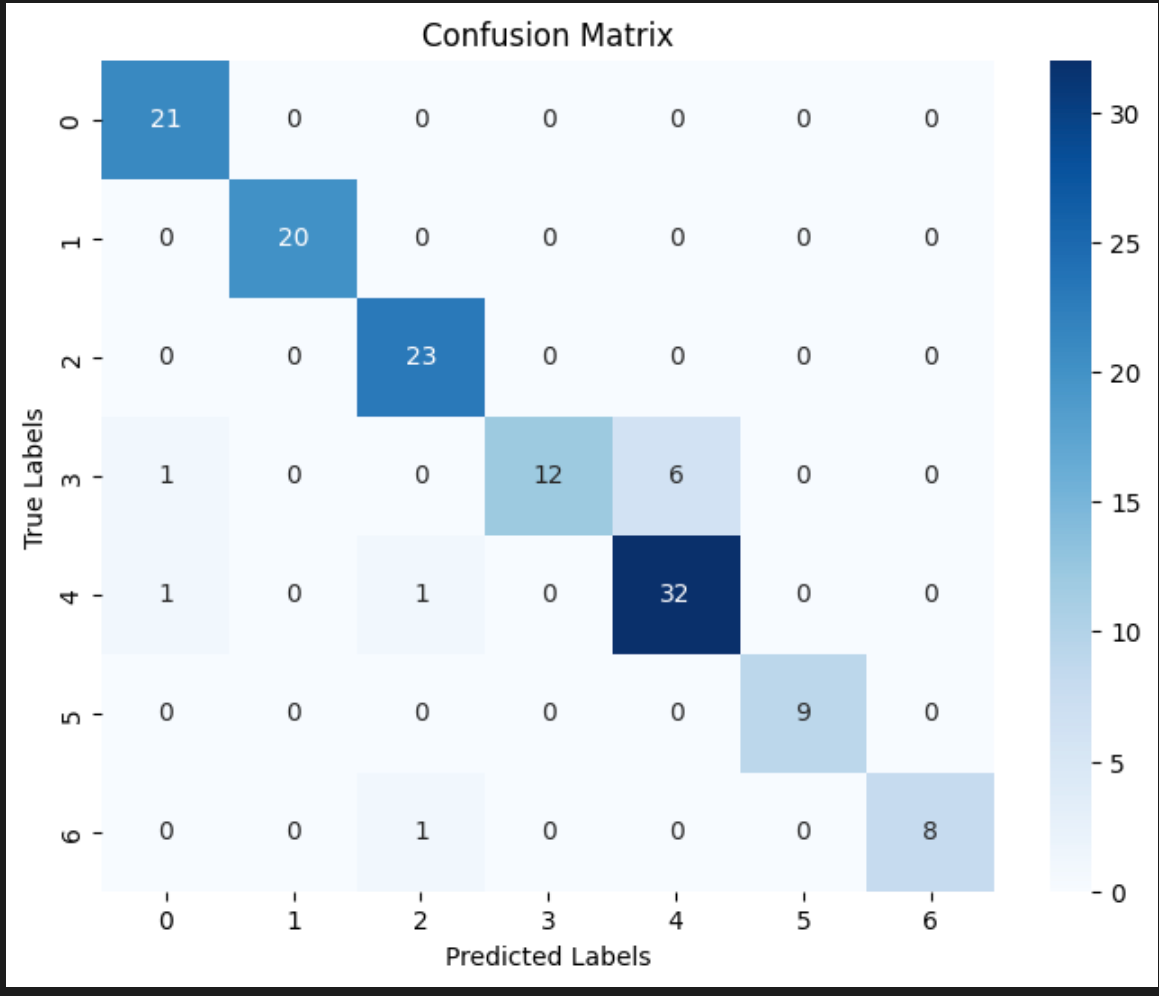 Confusion Matrix
True Labels
0 21 0 0 0 0 0 0
1 0 20 0 0 0 0 0
2 0 0 23 0 0 0 0
3 1 0 0 12 6 0 0
4 1 0 1 0 32 0 0
5 0 0 0 0 0 9 0
6 0 0 1 0 0 0 8
0 1 2 3 4 5 6
Predicted Labels
30
25
20
15
10
5
0